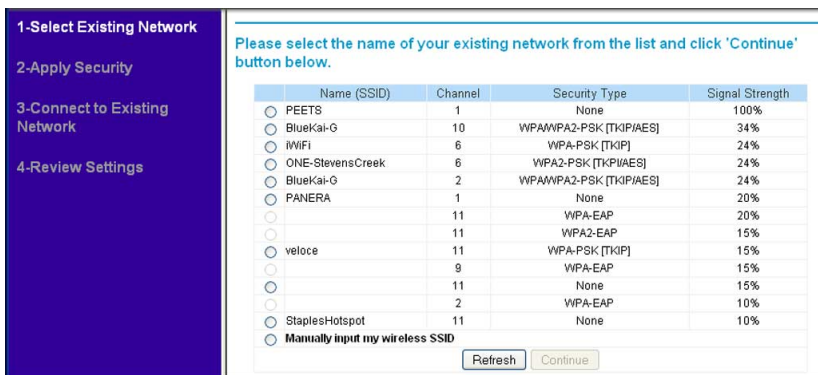 1-Select Existing Network
2-Apply Security
3-Connect to Existing
Network
4-Review Settings
Please select the name of your existing network from the list and click 'Continue'
button below.
Name (SSID) Channel Security Type Signal Strength
PEETS 1 None 100%
BlueKai-G 10 WPA/WPA2-PSK [TKIP/AES] 34%
iWiFi 6 WPA-PSK [TKIP] 24%
ONE-StevensCreek 6 WPA2-PSK [TKPI/AES] 24%
BlueKai-G 2 WPA/WPA2-PSK [TKIP/AES] 24%
PANERA 1 None 20%
11 WPA-EAP 20%
11 WPA2-EAP 15%
veloce 11 WPA-PSK [TKIP] 15%
9 WPA-EAP 15%
11 None 15%
2 WPA-EAP 10%
StaplesHotspot 11 None 10%
Manually input my wireless SSID
Refresh Continue